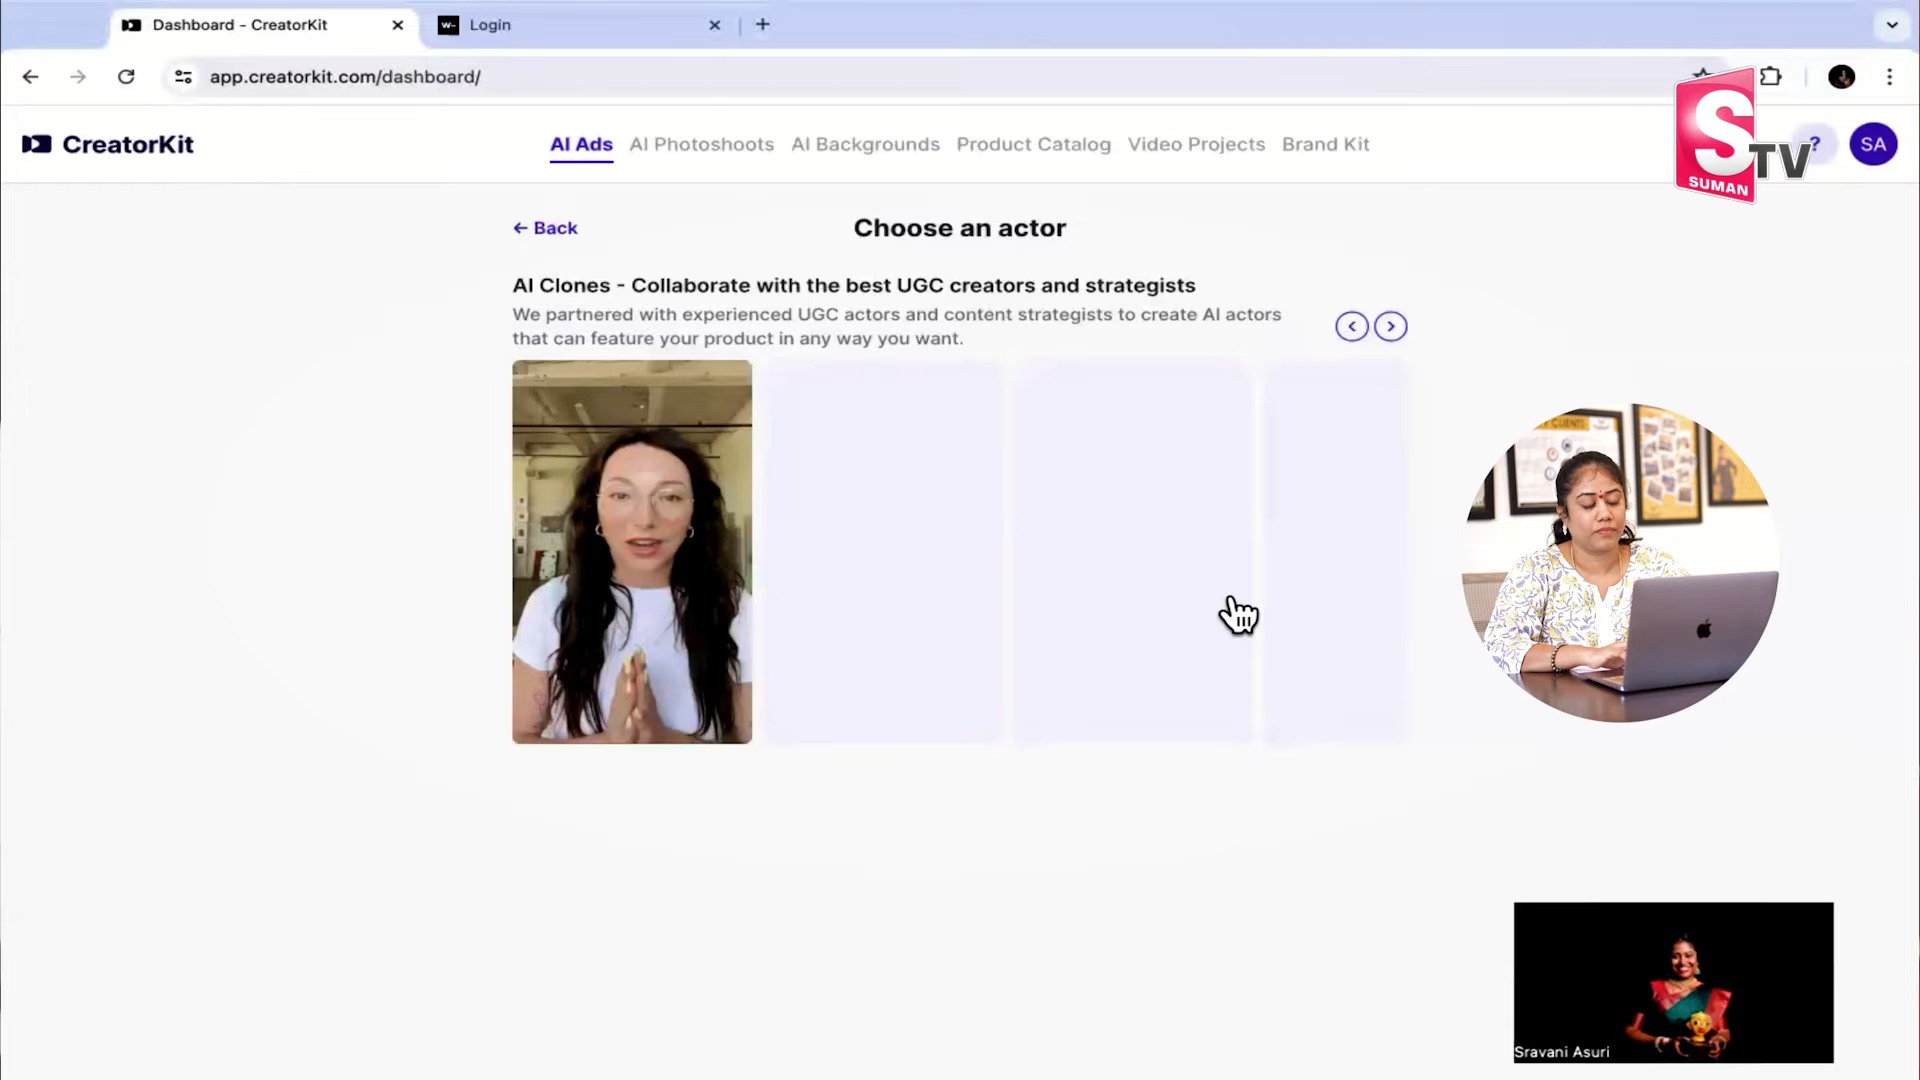 Dashboard - CreatorKit
w-
Login
app.creatorkit.com/dashboard/
CreatorKit
AI Ads
AI Photoshoots
AI Backgrounds
Product Catalog
Video Projects
Brand Kit
?
SA
S
TV
SUMAN
← Back
Choose an actor
AI Clones - Collaborate with the best UGC creators and strategists
We partnered with experienced UGC actors and content strategists to create AI actors
that can feature your product in any way you want.
CLIENTS
Sravani Asuri